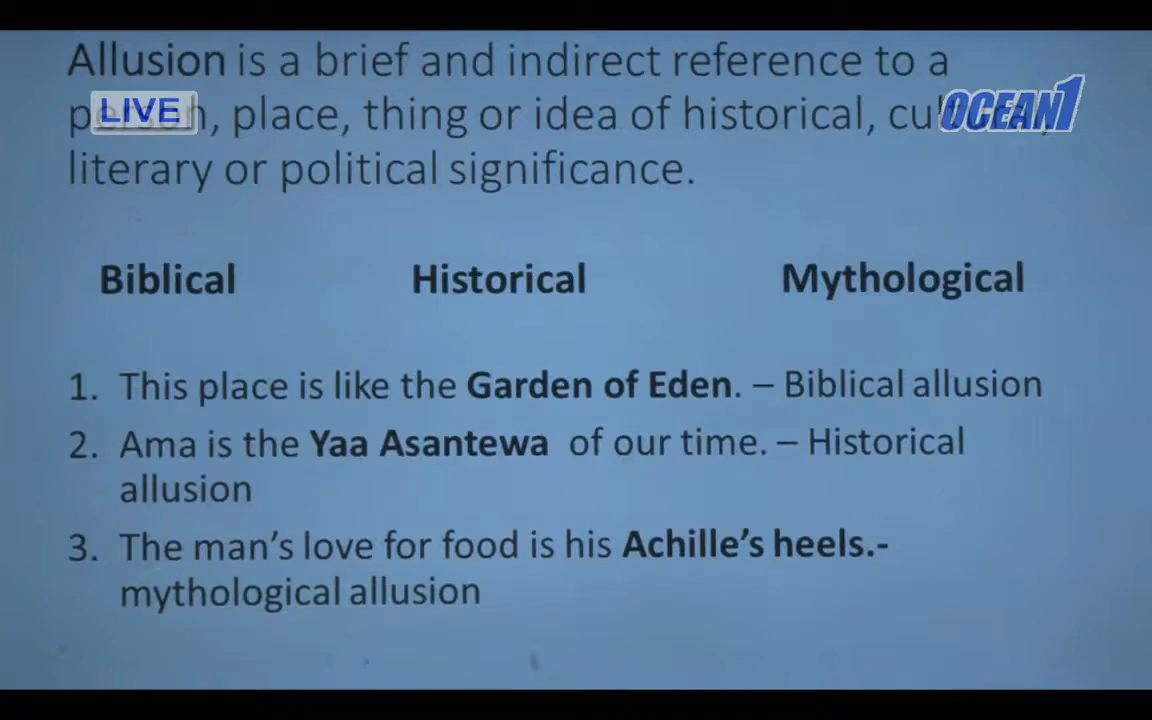 Allusion is a brief and indirect reference to a
LIVE
OCEAN1
person, place, thing or idea of historical, cultural,
literary or political significance.
Biblical Historical Mythological
1. This place is like the Garden of Eden. – Biblical allusion
2. Ama is the Yaa Asantewa of our time. – Historical
allusion
3. The man's love for food is his Achille's heels.-
mythological allusion